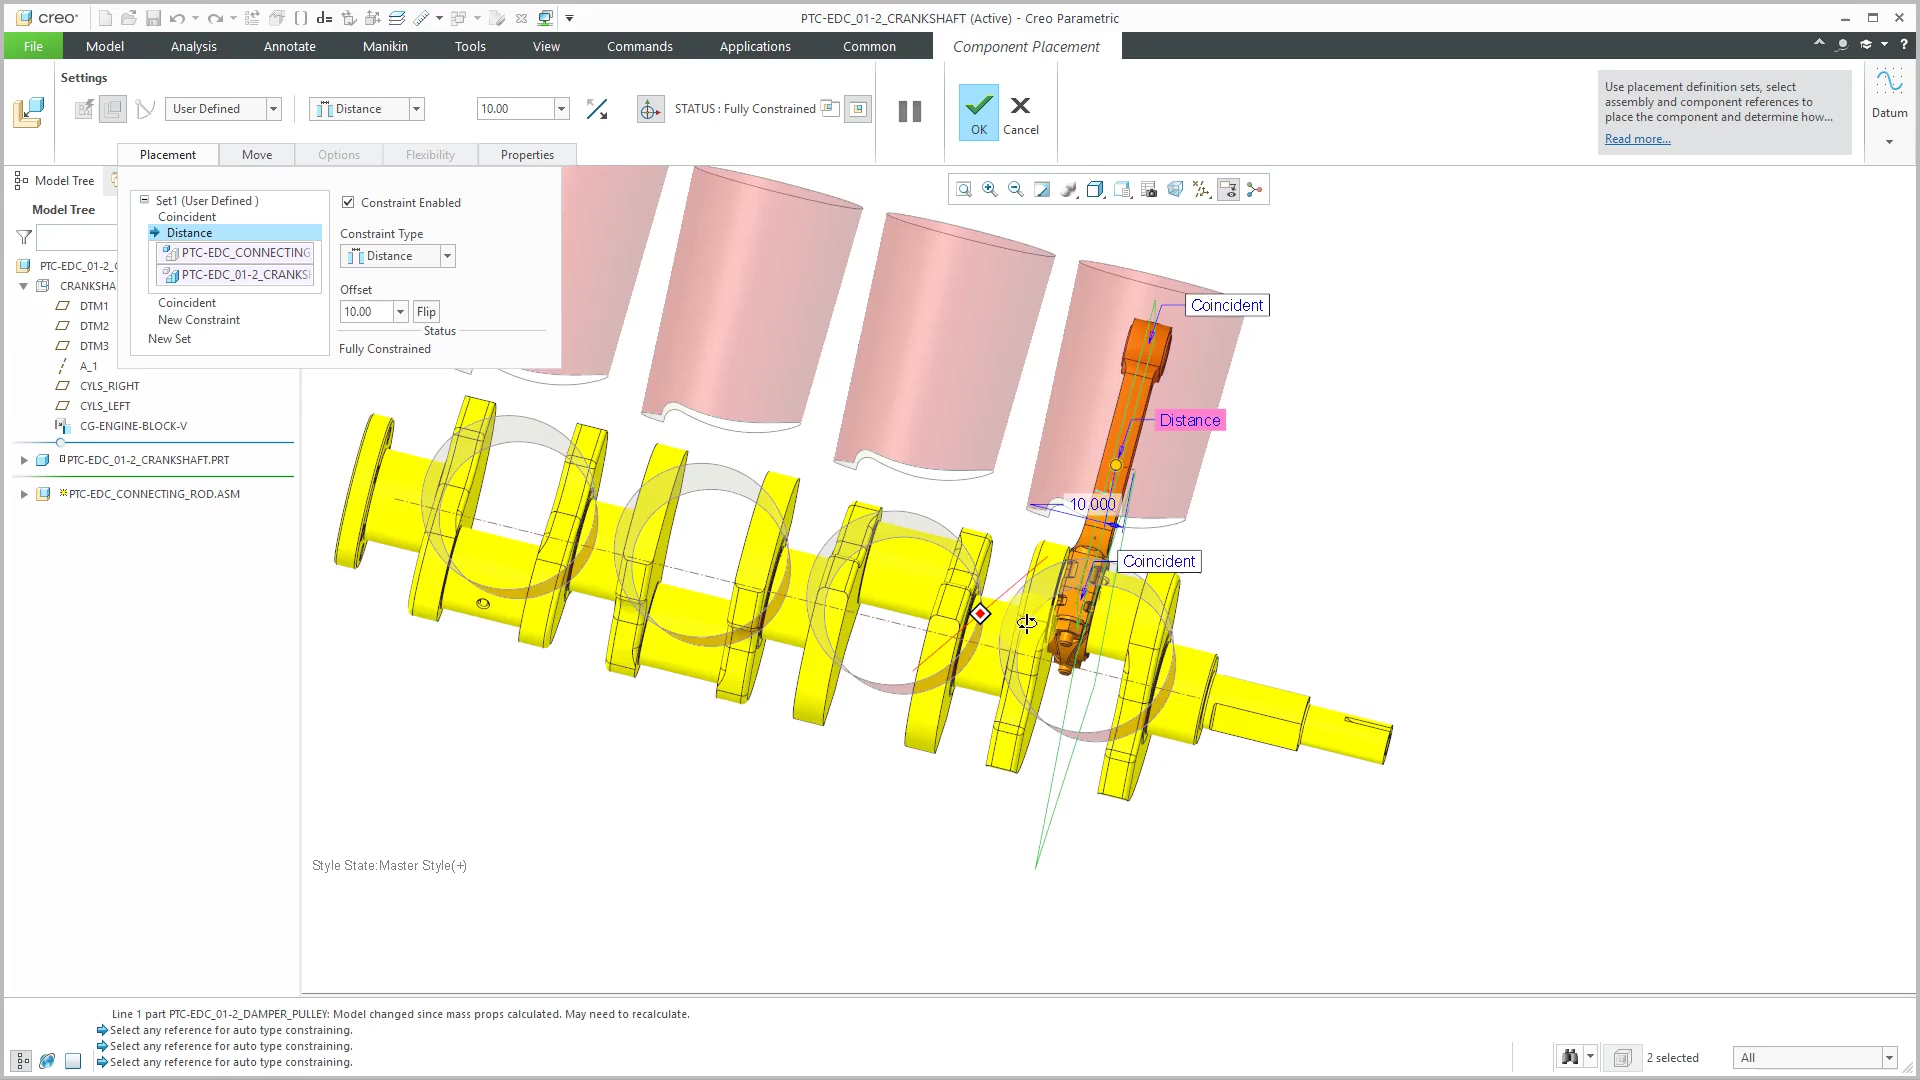 creo
PTC-EDC_01-2_CRANKSHAFT (Active) - Creo Parametric
File
Model
Analysis
Annotate
Manikin
Tools
View
Commands
Applications
Common
Component Placement
Settings
User Defined
Distance
10.00
STATUS : Fully Constrained
OK
Cancel
Use placement definition sets, select
assembly and component references to
place the component and determine how...
Read more...
Datum
Placement
Move
Options
Flexibility
Properties
Model Tree
Model Tree
Set1 (User Defined )
Coincident
Distance
PTC-EDC_CONNECTING
PTC-EDC_01-2_CRANKS
Coincident
New Constraint
New Set
Constraint Enabled
Constraint Type
Distance
Offset
10.00
Flip
Status
Fully Constrained
PTC-EDC_01-2_
CRANKSHA
DTM1
DTM2
DTM3
A_1
CYLS_RIGHT
CYLS_LEFT
CG-ENGINE-BLOCK-V
PTC-EDC_01-2_CRANKSHAFT.PRT
PTC-EDC_CONNECTING_ROD.ASM
Coincident
Distance
10.000
Coincident
Style State:Master Style(+)
Line 1 part PTC-EDC_01-2_DAMPER_PULLEY: Model changed since mass props calculated. May need to recalculate.
Select any reference for auto type constraining.
Select any reference for auto type constraining.
Select any reference for auto type constraining.
2 selected
All